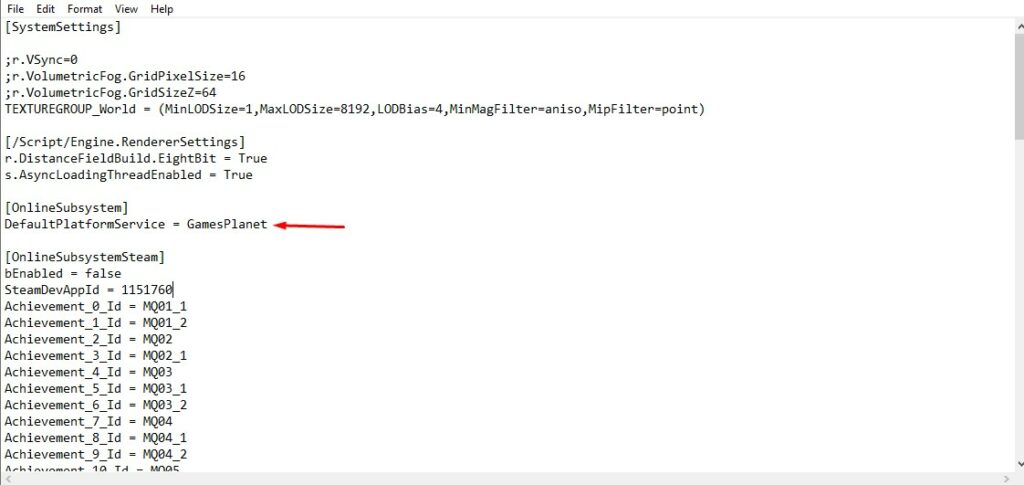 File Edit Format View Help
[SystemSettings]
;r.VSync=0
;r.VolumetricFog.GridPixelSize=16
;r.VolumetricFog.GridSizeZ=64
TEXTUREGROUP_World = (MinLODSize=1,MaxLODSize=8192,LODBias=4,MinMagFilter=aniso,MipFilter=point)
[/Script/Engine.RendererSettings]
r.DistanceFieldBuild.EightBit = True
s.AsyncLoadingThreadEnabled = True
[OnlineSubsystem]
DefaultPlatformService = GamesPlanet
[OnlineSubsystemSteam]
bEnabled = false
SteamDevAppId = 1151760
Achievement_0_Id = MQ01_1
Achievement_1_Id = MQ01_2
Achievement_2_Id = MQ02
Achievement_3_Id = MQ02_1
Achievement_4_Id = MQ03
Achievement_5_Id = MQ03_1
Achievement_6_Id = MQ03_2
Achievement_7_Id = MQ04
Achievement_8_Id = MQ04_1
Achievement_9_Id = MQ04_2
Achievement_10_Id = MQ05